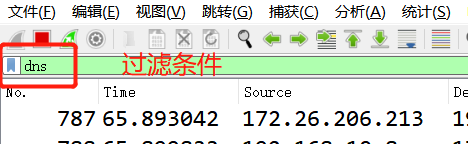 文件(F) 编辑(E) 视图(V) 跳转(G) 捕获(C) 分析(A) 统计(S)
dns 过滤条件
No. Time Source
787 65.893042 172.26.206.213